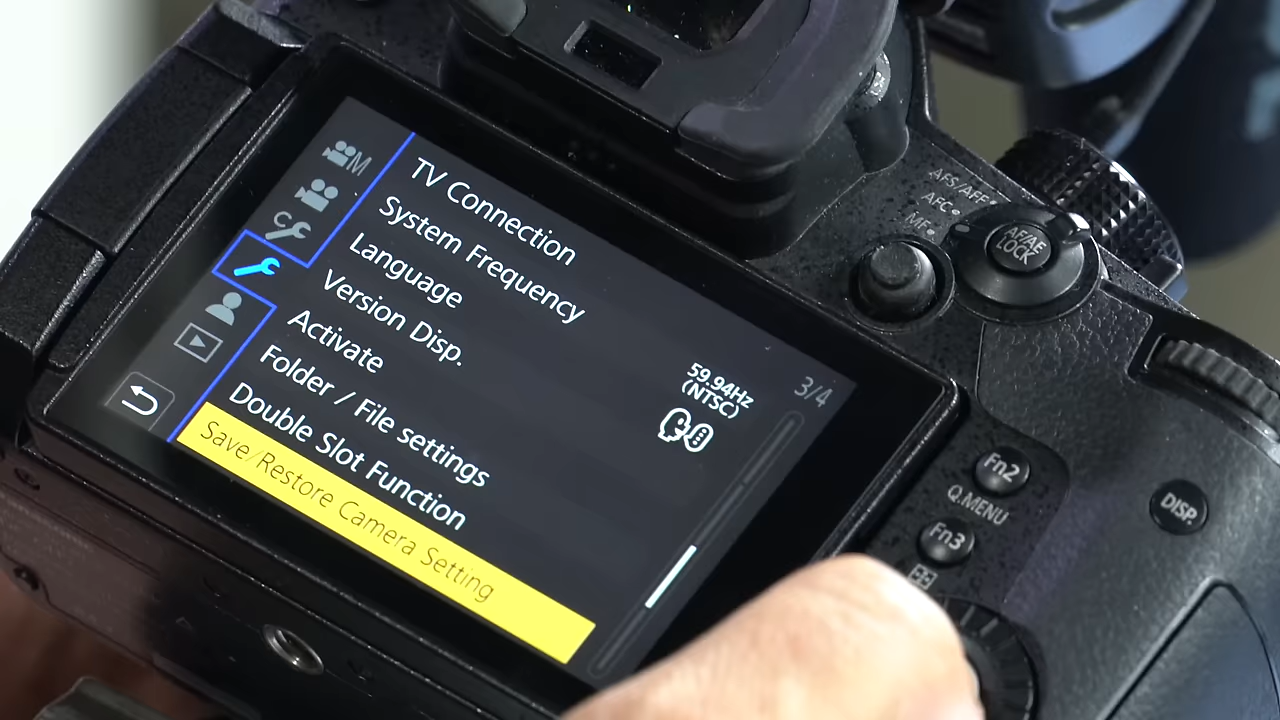 M
C
TV Connection
System Frequency
59.94Hz
(NTSC)
Language
Version Disp.
Activate
Folder / File settings
Double Slot Function
Save/Restore Camera Setting
3/4
AFS/AFF
AFC
MF
AF/AE
LOCK
Fn2
Q.MENU
Fn3
DISP.